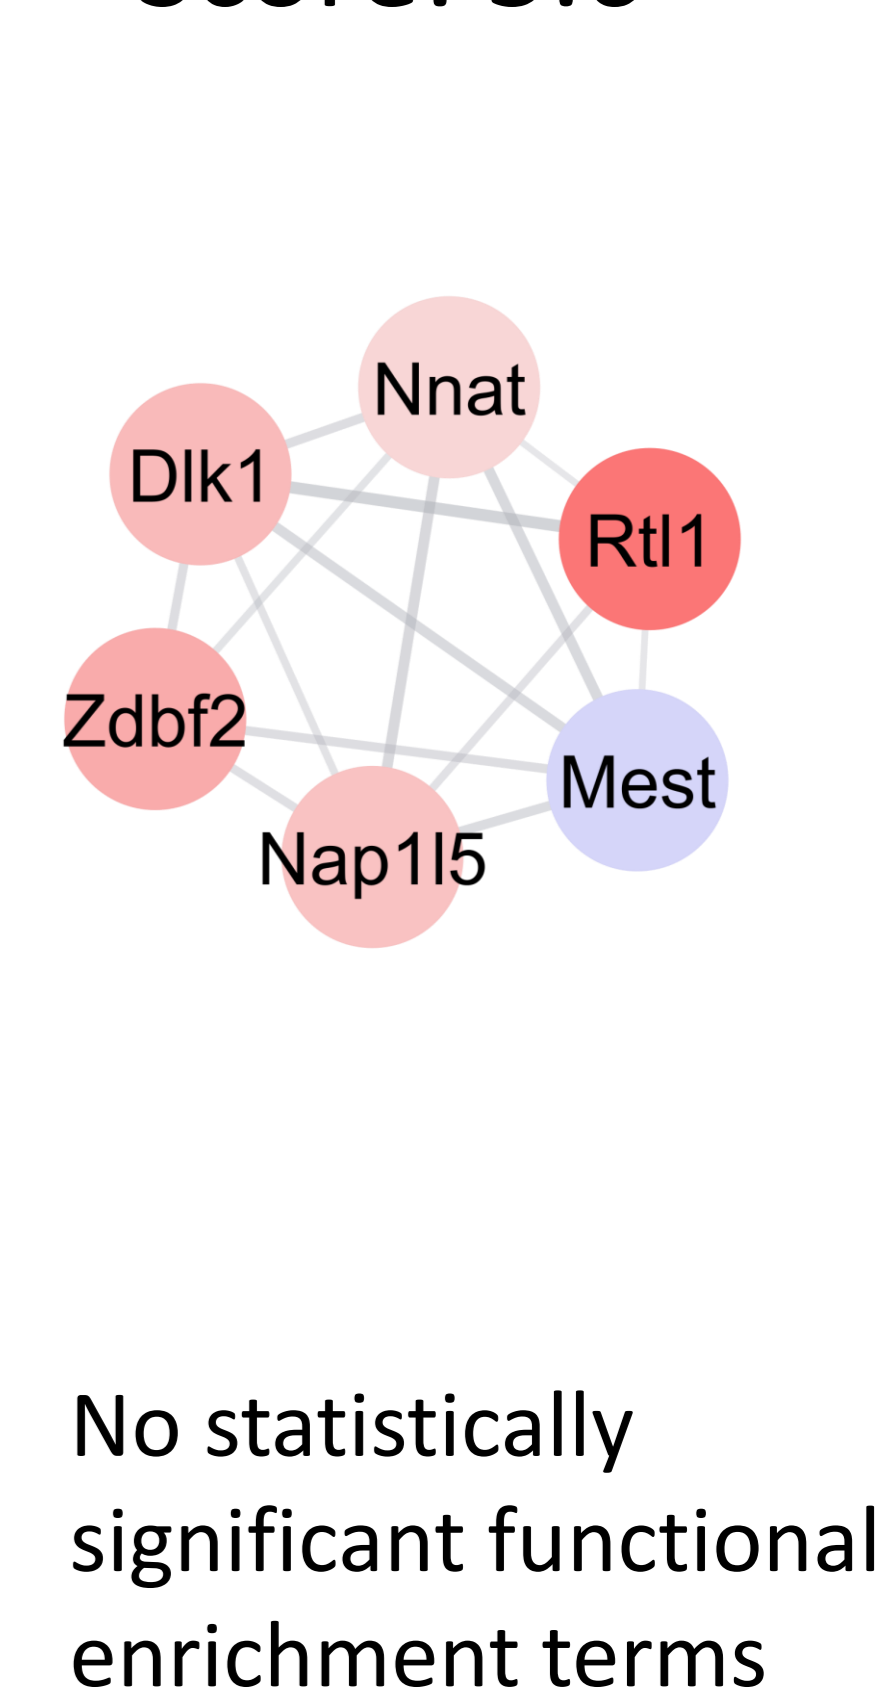 Nnat
Dlk1
Rtl1
Zdbf2
Mest
Nap1l5
No statistically
significant functional
enrichment terms